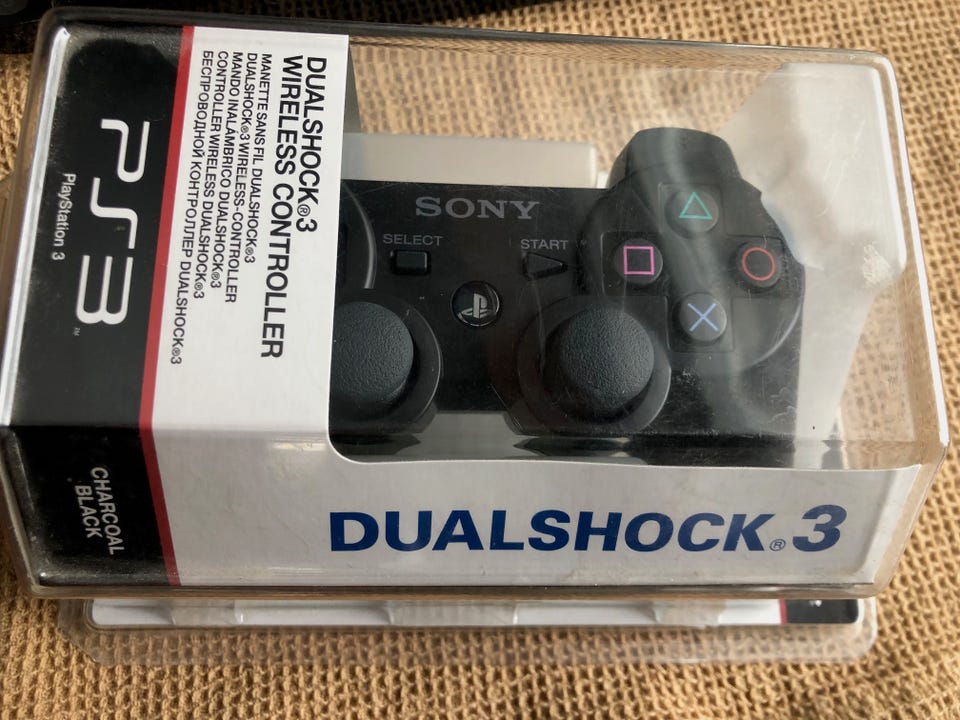 PS3
PlayStation 3
DUALSHOCK®3
WIRELESS CONTROLLER
MANETTE SANS FIL DUALSHOCK®3
DUALSHOCK®3 WIRELESS-CONTROLLER
MANDO INALÁMBRICO DUALSHOCK®3
CONTROLLER WIRELESS DUALSHOCK®3
БЕСПРОВОДНОЙ КОНТРОЛЛЕР DUALSHOCK®3
SONY
SELECT
START
CHARCOAL
BLACK
DUALSHOCK®3